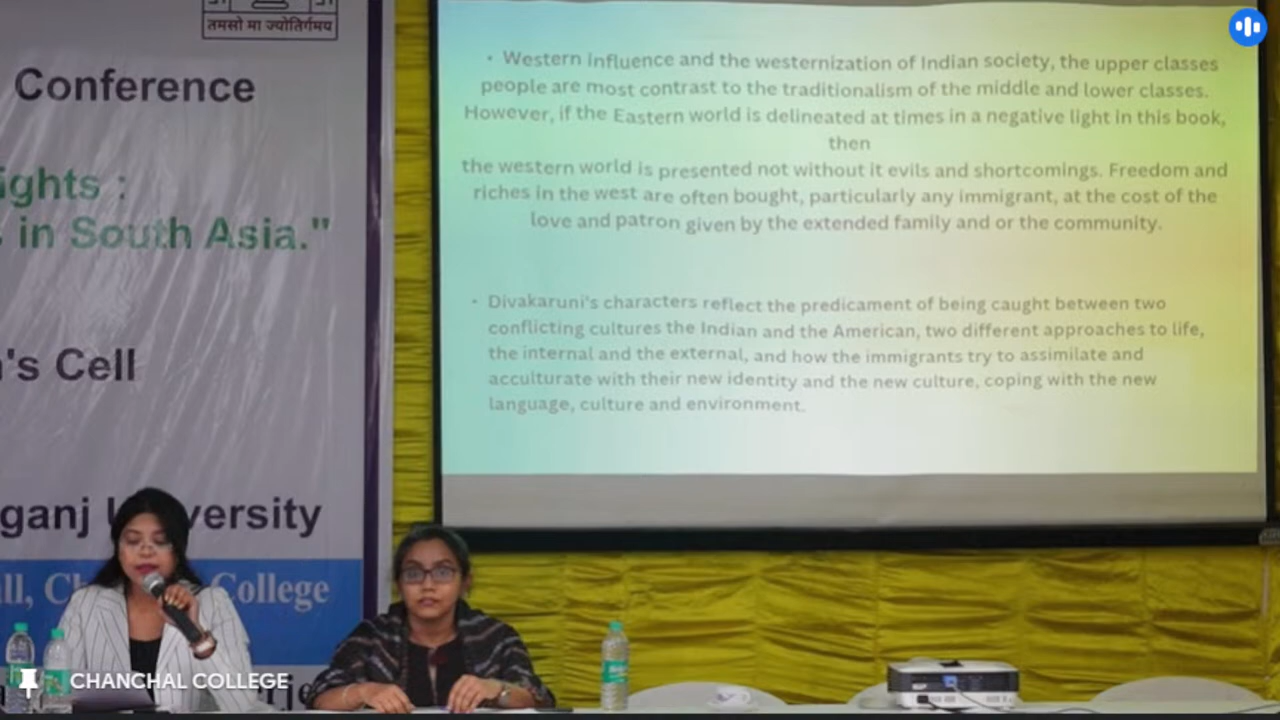 तमसो मा ज्योतिर्गमय
Conference
ights :
s in South Asia."
's Cell
ganj University
ll, College
CHANCHAL COLLEGE
• Western influence and the westernization of Indian society, the upper classes
people are most contrast to the traditionalism of the middle and lower classes.
However, if the Eastern world is delineated at times in a negative light in this book,
then
the western world is presented not without it evils and shortcomings. Freedom and
riches in the west are often bought, particularly any immigrant, at the cost of the
love and patron given by the extended family and or the community.
• Divakaruni's characters reflect the predicament of being caught between two
conflicting cultures the Indian and the American, two different approaches to life,
the internal and the external, and how the immigrants try to assimilate and
acculturate with their new identity and the new culture, coping with the new
language, culture and environment.